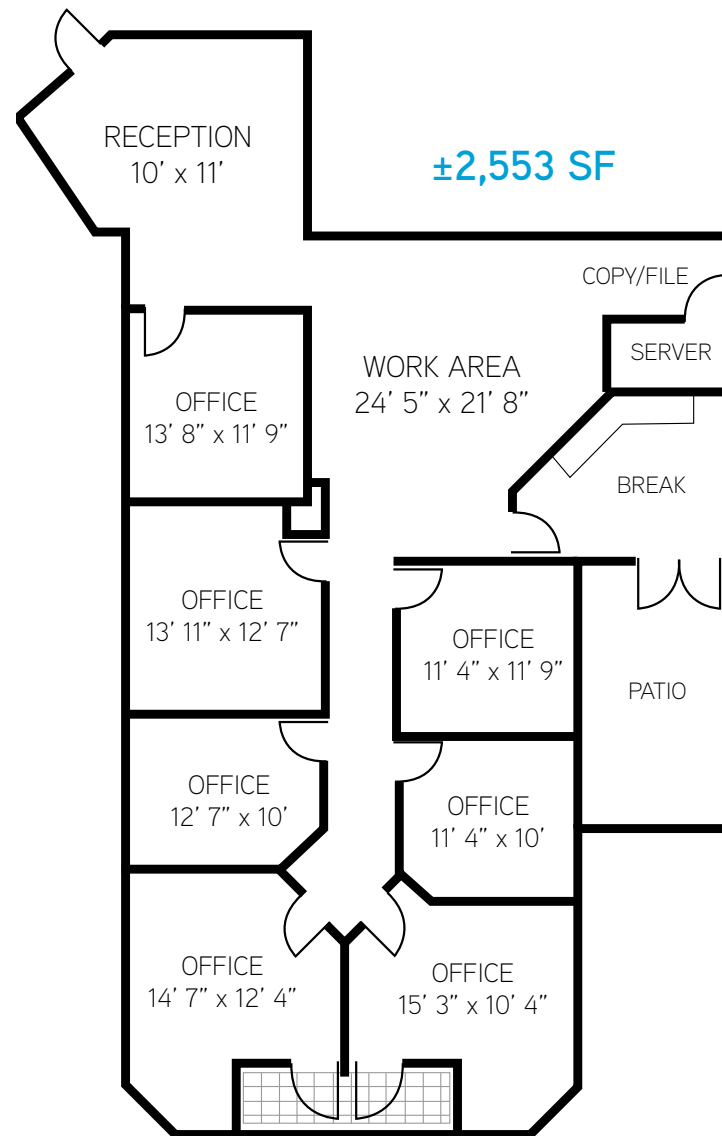 RECEPTION
10’ x 11’
±2,553 SF
COPY/FILE
SERVER
WORK AREA
24’ 5” x 21’ 8”
OFFICE
13’ 8” x 11’ 9”
BREAK
OFFICE
13’ 11” x 12’ 7”
OFFICE
11’ 4” x 11’ 9”
PATIO
OFFICE
12’ 7” x 10’
OFFICE
11’ 4” x 10’
OFFICE
14’ 7” x 12’ 4”
OFFICE
15’ 3” x 10’ 4”